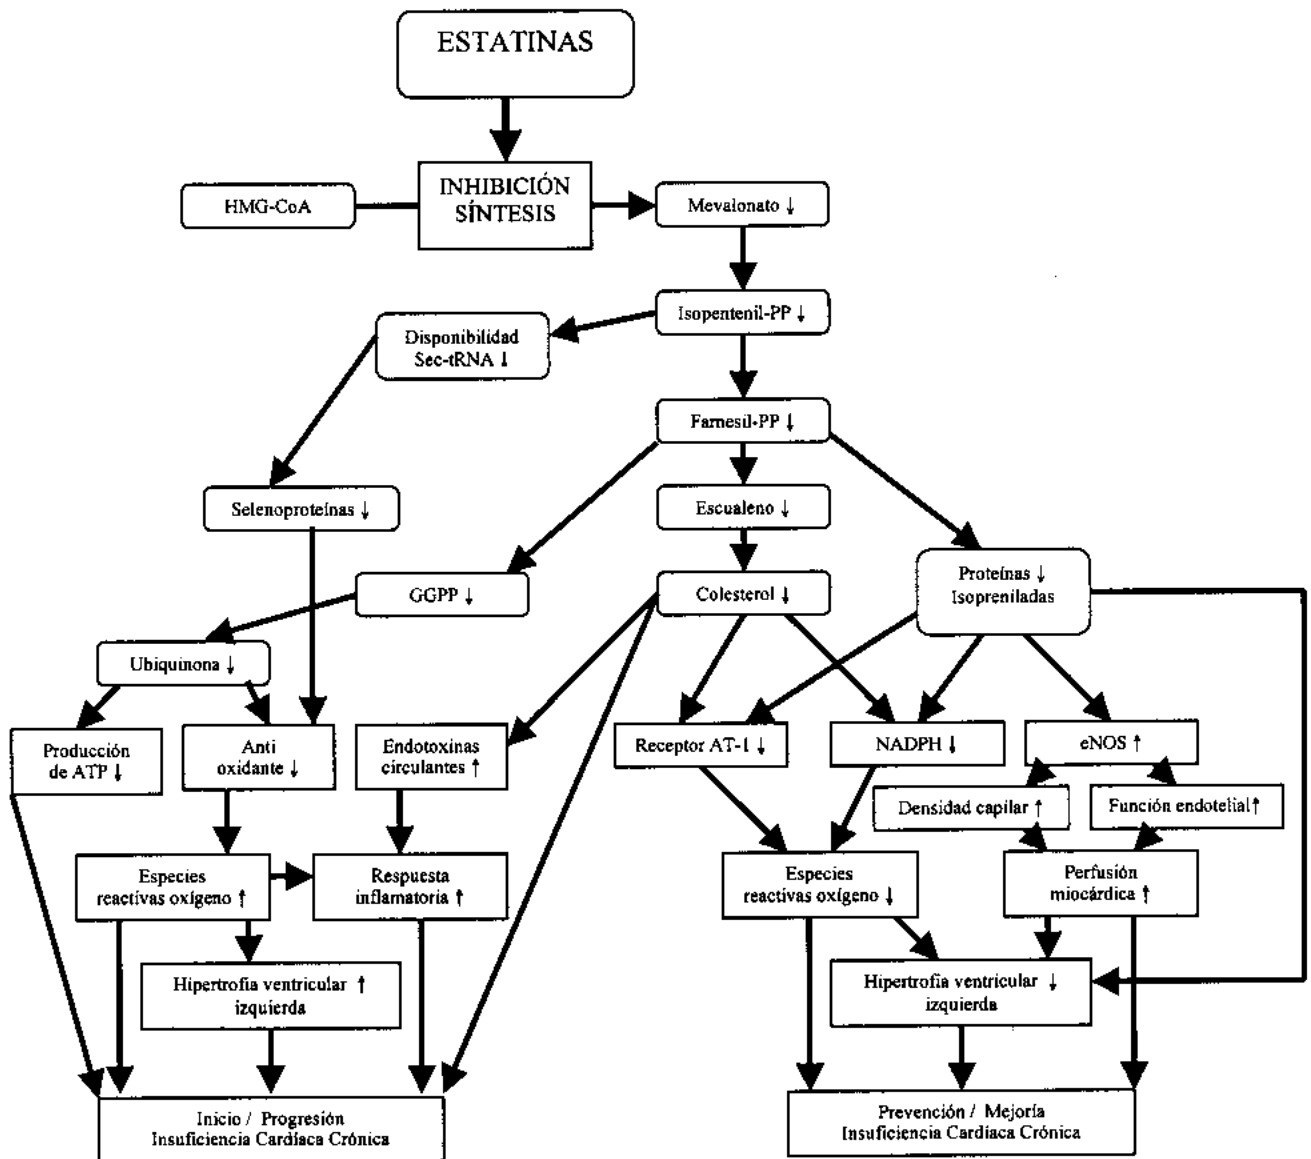 ESTATINAS
INHIBICIÓN
SÍNTESIS
HMG-CoA
Mevalonato ↓
Isopentenil-PP ↓
Disponibilidad
Sec-tRNA ↓
Farnesil-PP ↓
Selenoproteínas ↓
Escualeno ↓
Proteínas ↓
Isopreniladas
GGPP ↓
Colesterol ↓
Ubiquinona ↓
Producción
de ATP ↓
Anti
oxidante ↓
Endotoxinas
circulantes ↑
Receptor AT-1 ↓
NADPH ↓
eNOS ↑
Densidad capilar ↑
Función endotelial ↑
Especies
reactivas oxígeno ↑
Respuesta
inflamatoria ↑
Especies
reactivas oxígeno ↓
Perfusión
miocárdica ↑
Hipertrofia ventricular ↑
izquierda
Hipertrofia ventricular ↓
izquierda
Inicio / Progresión
Insuficiencia Cardíaca Crónica
Prevención / Mejoría
Insuficiencia Cardíaca Crónica